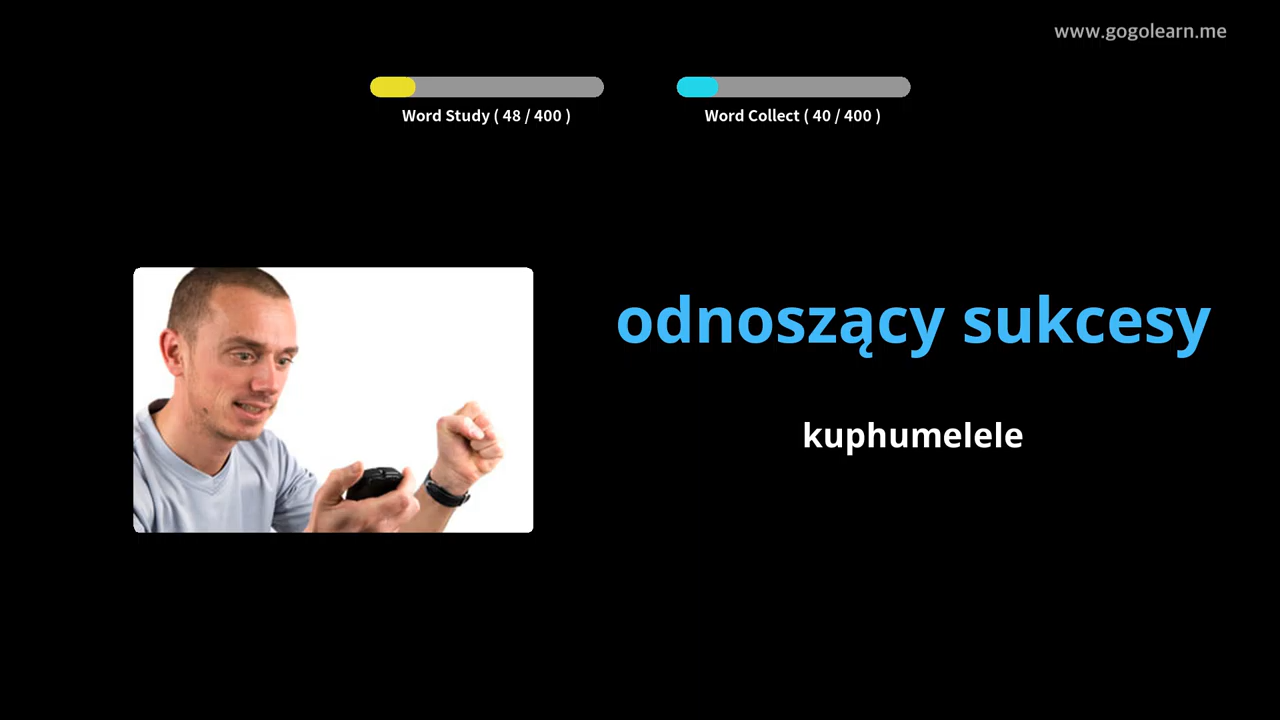 www.gogolearn.me
Word Study ( 48 / 400 )
Word Collect ( 40 / 400 )
odnoszący sukcesy
kuphumelele